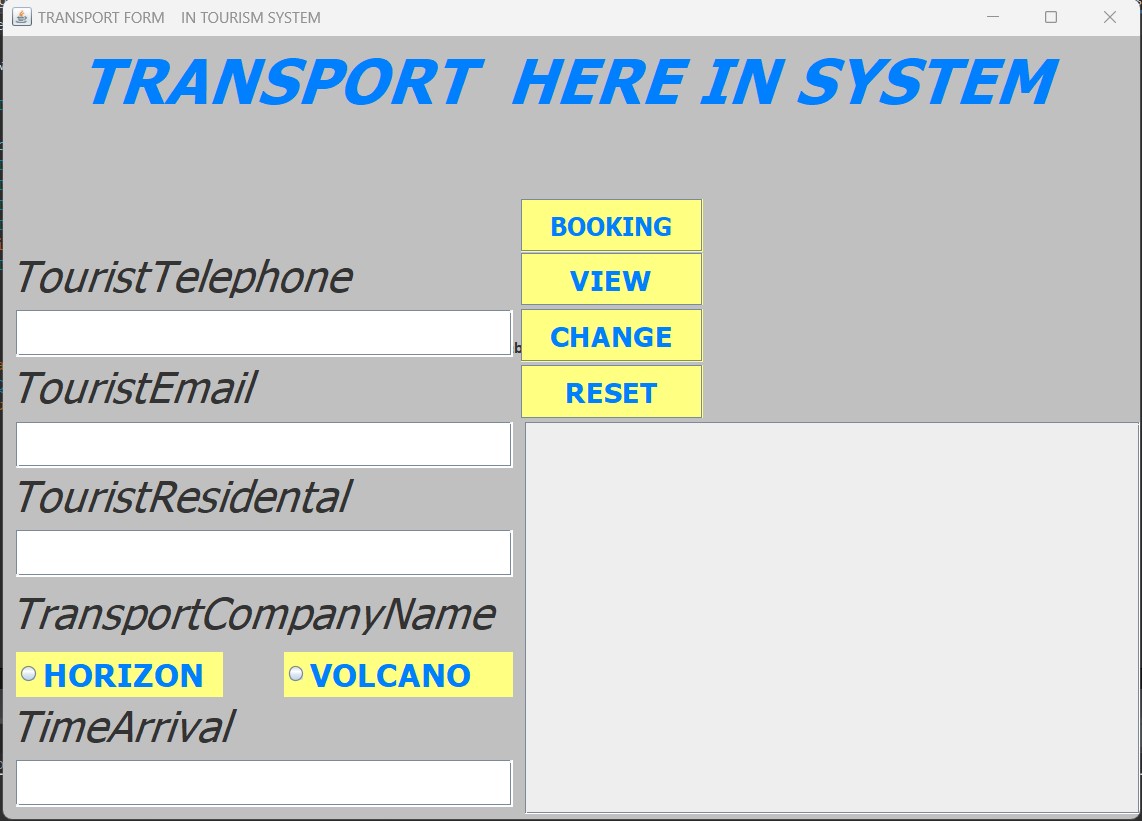 TRANSPORT FORM    IN TOURISM SYSTEM
TRANSPORT  HERE IN SYSTEM
BOOKING
TouristTelephone
VIEW
b
CHANGE
TouristEmail
RESET
TouristResidental
TransportCompanyName
HORIZON
VOLCANO
TimeArrival